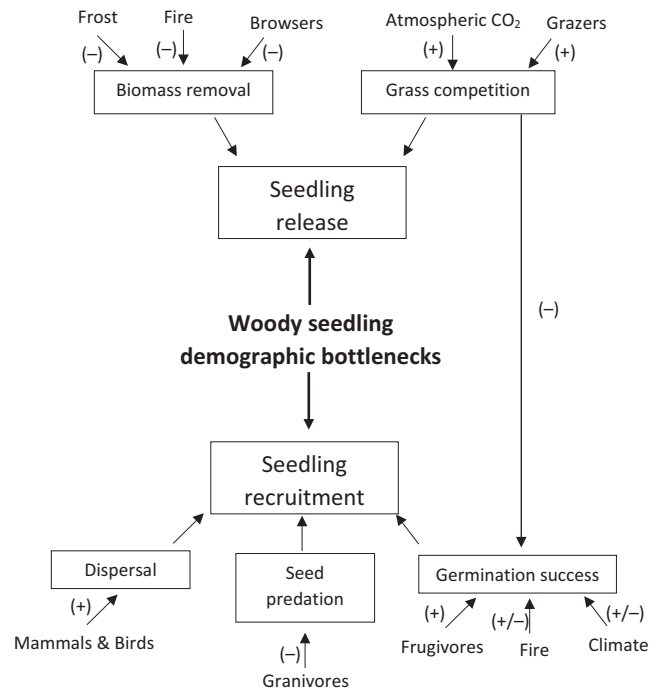 Frost
Fire
Browsers
Atmospheric CO₂
Grazers
(–)
(–)
(–)
(+)
(+)
Biomass removal
Grass competition
Seedling
release
Woody seedling
demographic bottlenecks
(–)
Seedling
recruitment
Dispersal
Seed
predation
Germination success
(+)
(–)
(+)
(+/–)
(+/–)
Mammals & Birds
Granivores
Frugivores
Fire
Climate